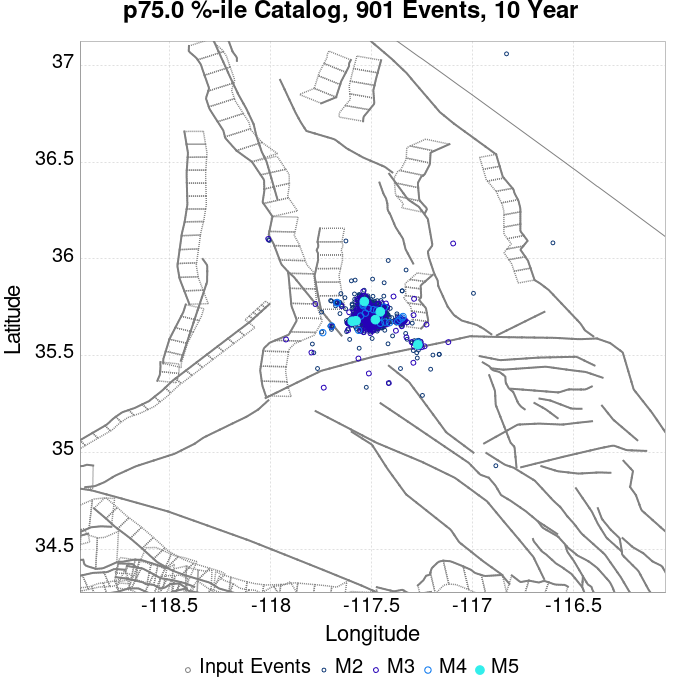 p75.0 %-ile Catalog, 901 Events, 10 Year
37
36.5
36
35.5
35
34.5
Latitude
-118.5 -118 -117.5 -117 -116.5
Longitude
Input Events M2 M3 M4 M5